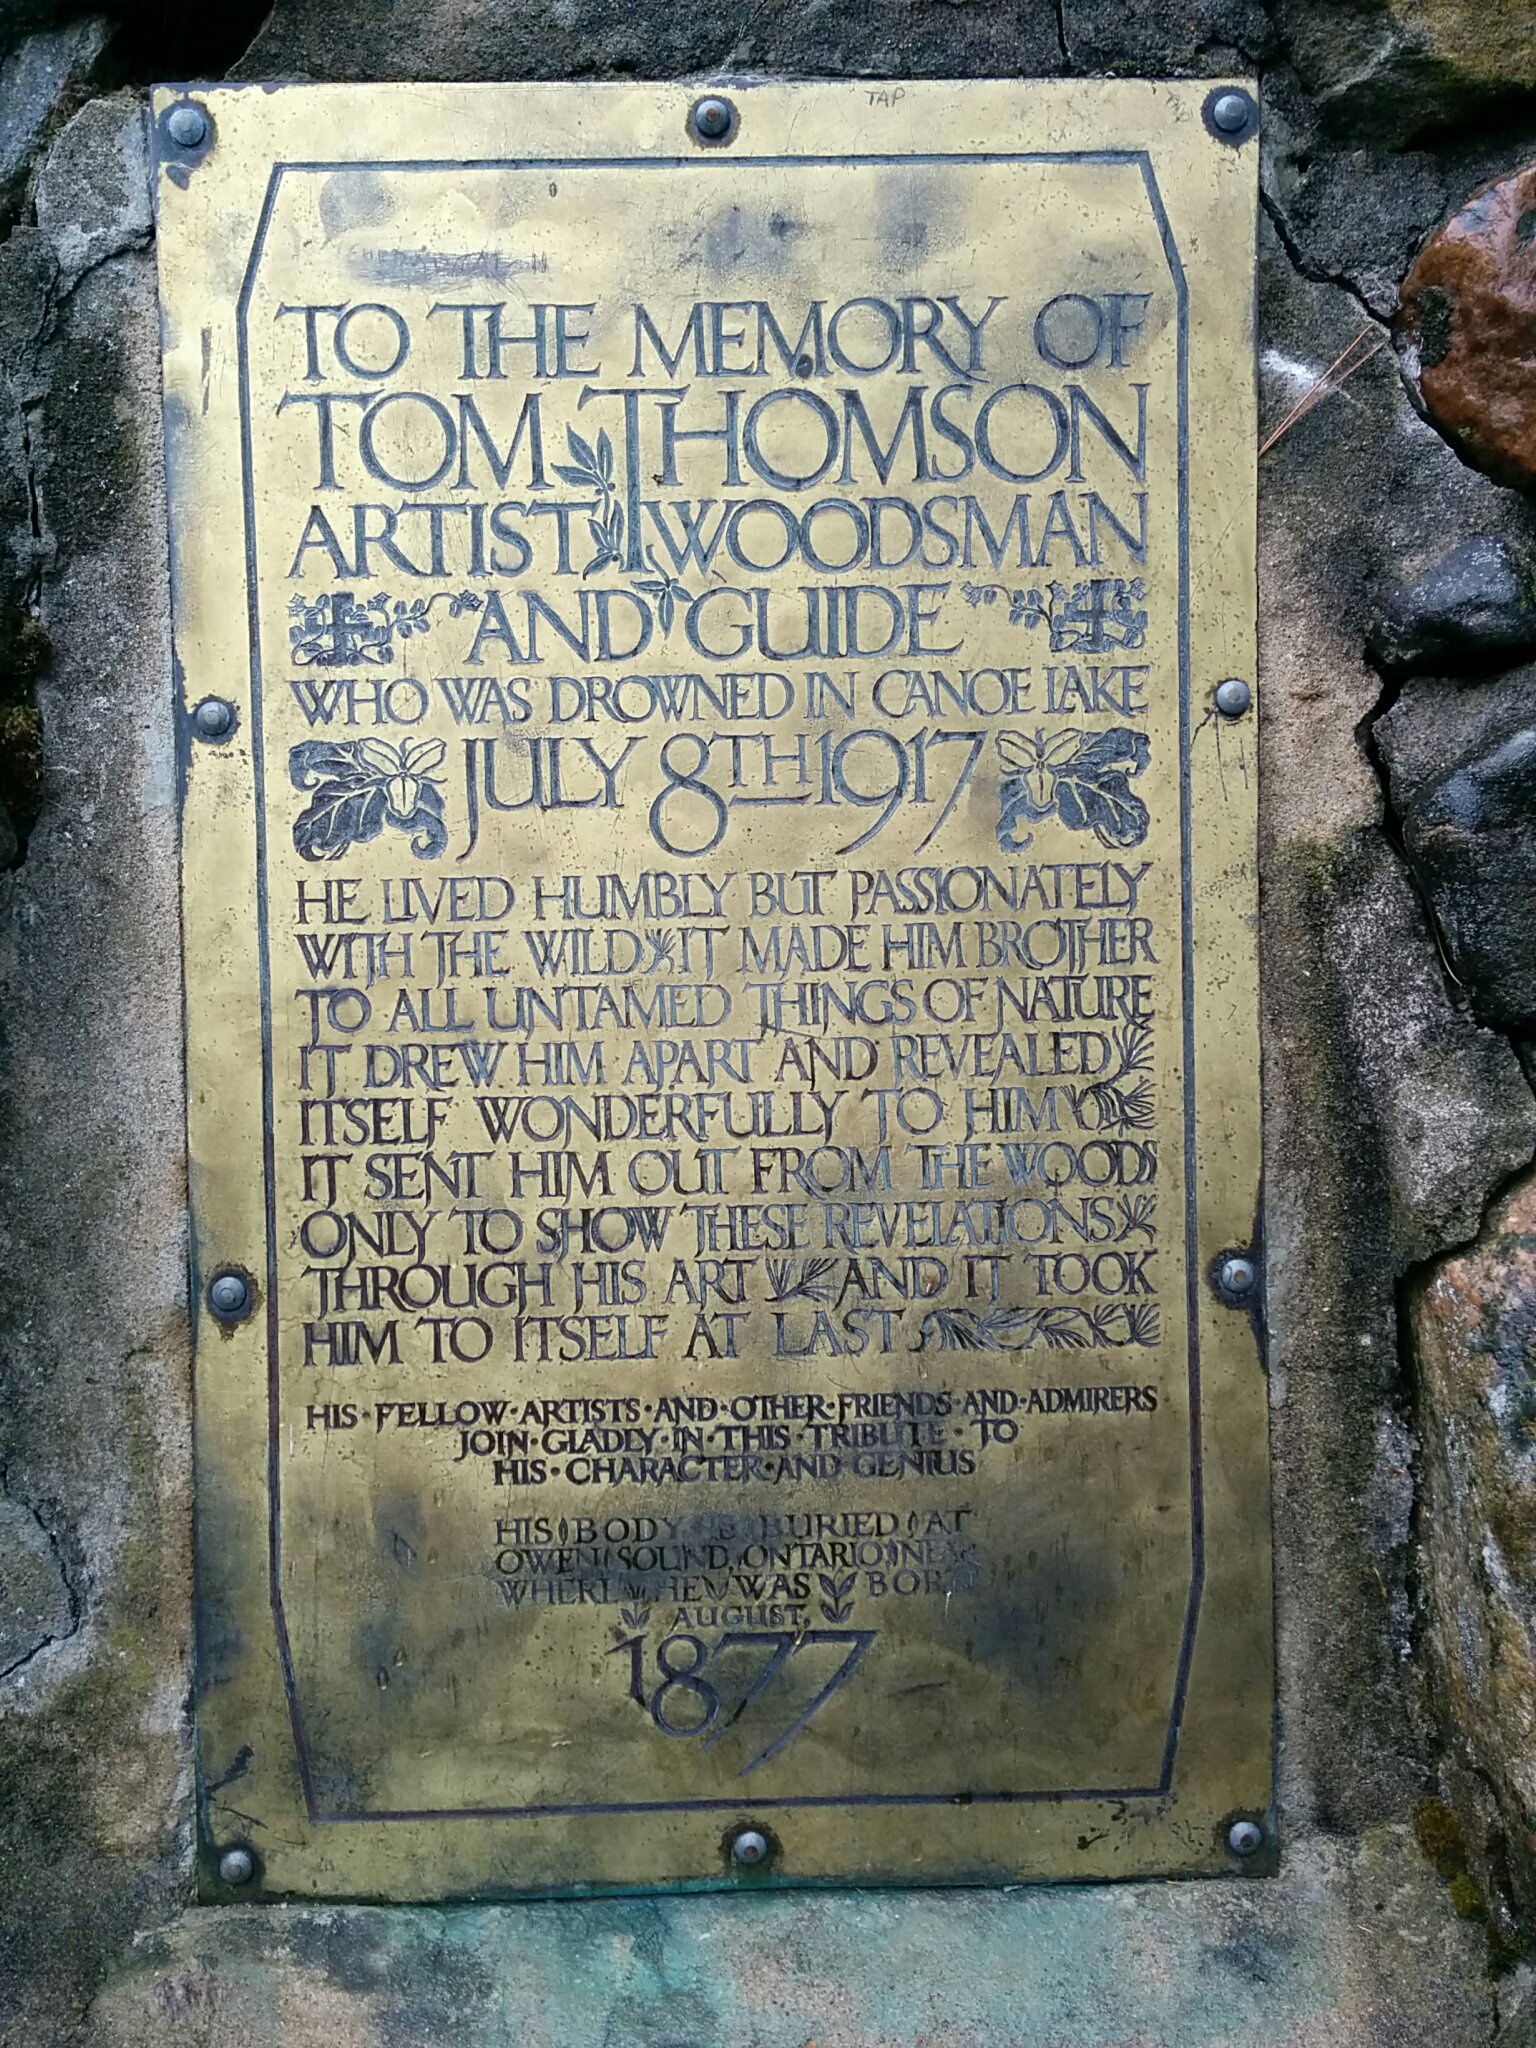 TAP
TO THE MEMORY OF
TOM THOMSON
ARTIST WOODSMAN
AND GUIDE
WHO WAS DROWNED IN CANOE LAKE
JULY 8TH 1917
HE LIVED HUMBLY BUT PASSIONATELY
WITH THE WILD IT MADE HIM BROTHER
TO ALL UNTAMED THINGS OF NATURE
IT DREW HIM APART AND REVEALED
ITSELF WONDERFULLY TO HIM
IT SENT HIM OUT FROM THE WOODS
ONLY TO SHOW THESE REVELATIONS
THROUGH HIS ART AND IT TOOK
HIM TO ITSELF AT LAST
HIS·FELLOW·ARTISTS·AND·OTHER·FRIENDS·AND·ADMIRERS
JOIN·GLADLY·IN·THIS·TRIBUTE·TO
HIS·CHARACTER·AND·GENIUS
HIS BODY IS BURIED AT
OWEN SOUND, ONTARIO NEAR
WHERE HE WAS BORN
AUGUST,
1877